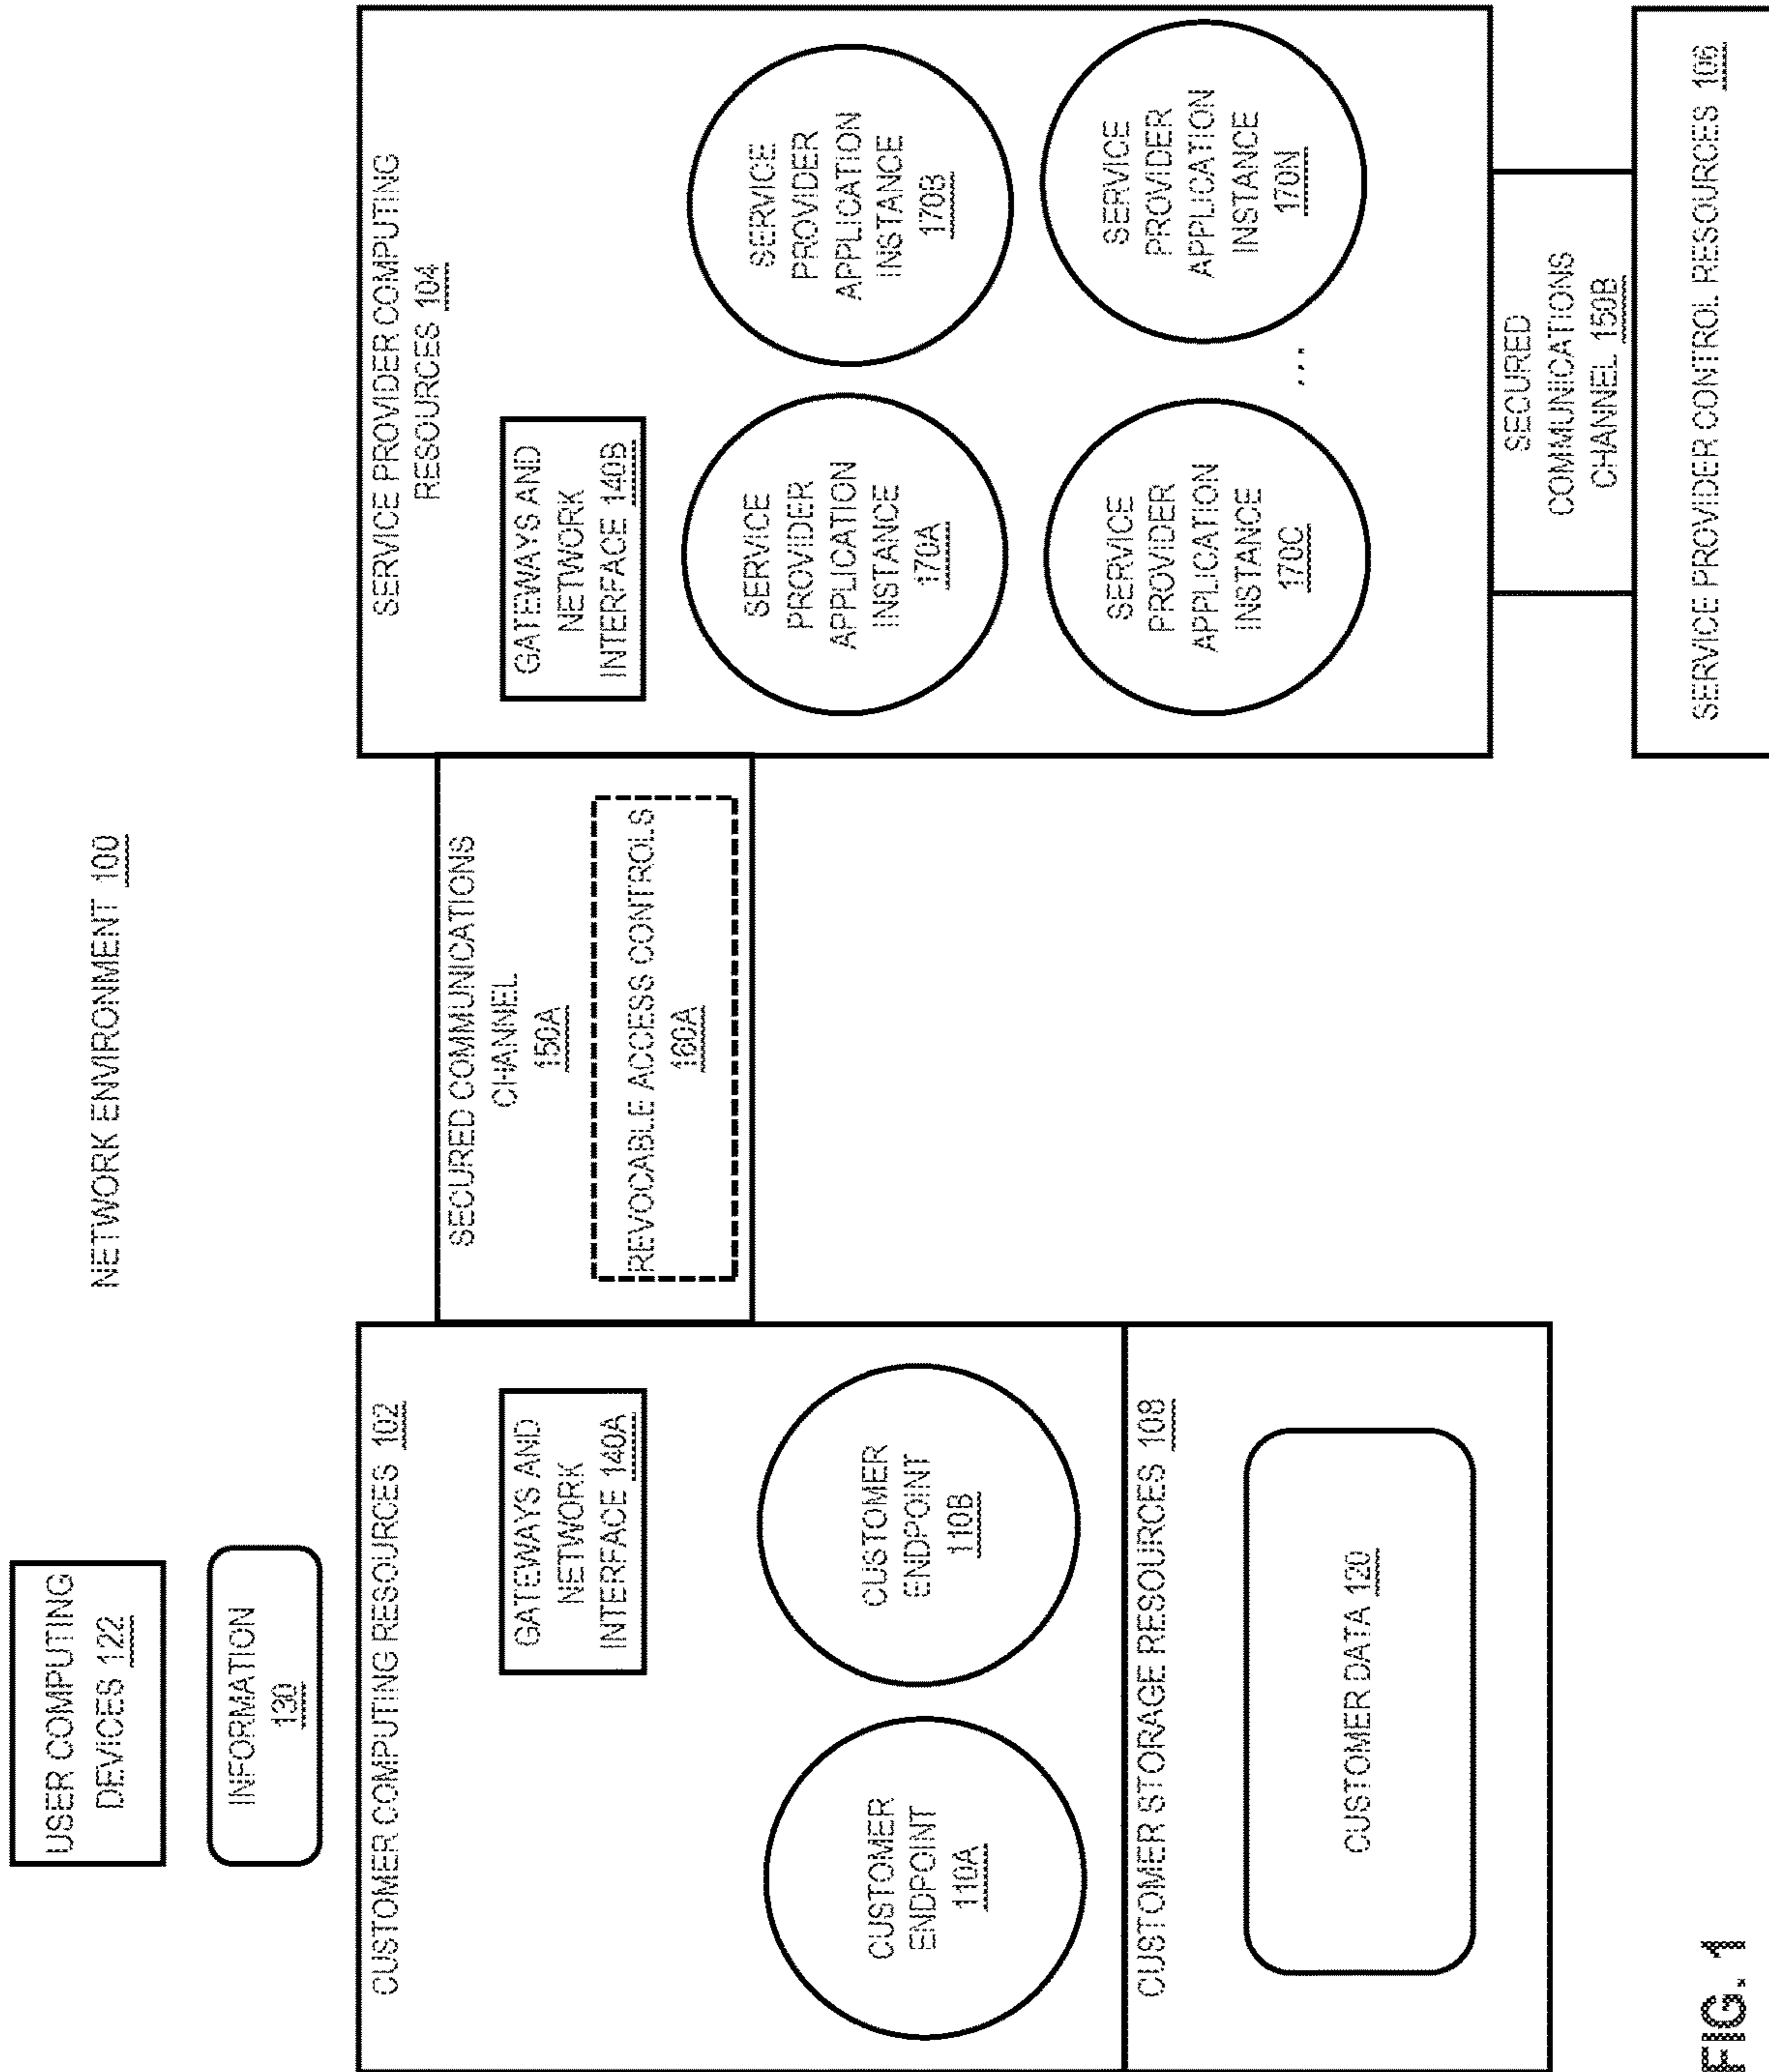 NETWORK ENVIRONMENT 100
USER COMPUTING
DEVICES 122
INFORMATION
130
CUSTOMER COMPUTING RESOURCES 102
GATEWAYS AND
NETWORK
INTERFACE 140A
CUSTOMER
ENDPOINT
110A
CUSTOMER
ENDPOINT
110B
CUSTOMER STORAGE RESOURCES 108
CUSTOMER DATA 120
SECURED COMMUNICATIONS
CHANNEL
150A
REVOCABLE ACCESS CONTROLS
160A
SERVICE PROVIDER COMPUTING
RESOURCES 104
GATEWAYS AND
NETWORK
INTERFACE 140B
SERVICE
PROVIDER
APPLICATION
INSTANCE
170A
SERVICE
PROVIDER
APPLICATION
INSTANCE
170B
SERVICE
PROVIDER
APPLICATION
INSTANCE
170C
...
SERVICE
PROVIDER
APPLICATION
INSTANCE
170N
SECURED
COMMUNICATIONS
CHANNEL 150B
SERVICE PROVIDER CONTROL RESOURCES 106
FIG. 1